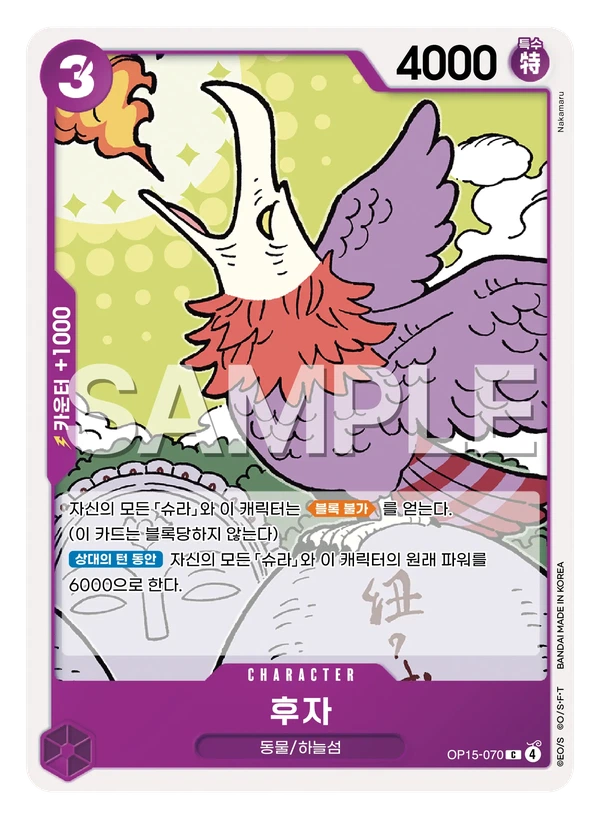 3
4000
특수
特
Nakamaru
카운터 +1000
SAMPLE
자신의 모든 「슈라」와 이 캐릭터는 블록 불가 를 얻는다.
(이 카드는 블록당하지 않는다)
상대의 턴 동안 자신의 모든 「슈라」와 이 캐릭터의 원래 파워를
6000으로 한다.
CHARACTER
후자
동물/하늘섬
OP15-070 C 4
©EO/S ©O/S·F·T BANDAI MADE IN KOREA